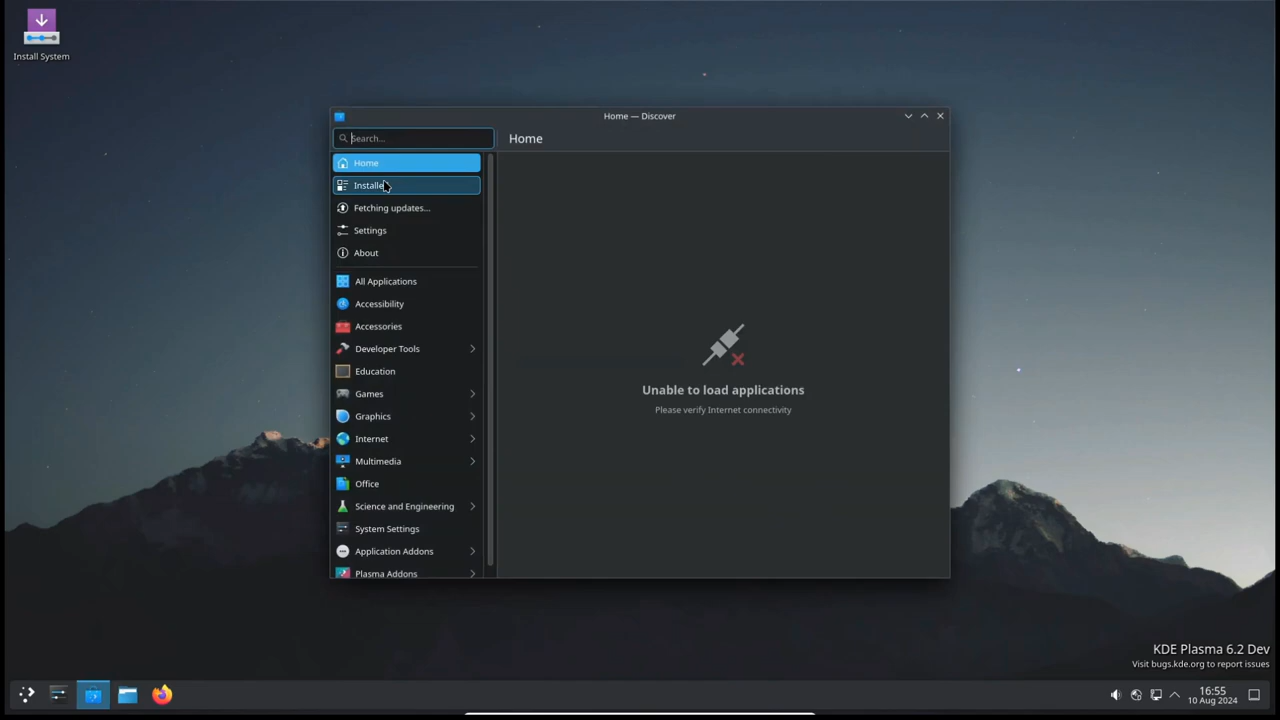 Install System
Home — Discover
Search...
Home
Home
Fetching updates...
Settings
About
All Applications
Accessibility
Accessories
Developer Tools
Education
Games
Graphics
Internet
Multimedia
Office
Science and Engineering
System Settings
Application Addons
Plasma Addons
Unable to load applications
Please verify Internet connectivity
KDE Plasma 6.2 Dev
Visit bugs.kde.org to report issues
16:55
10 Aug 2024